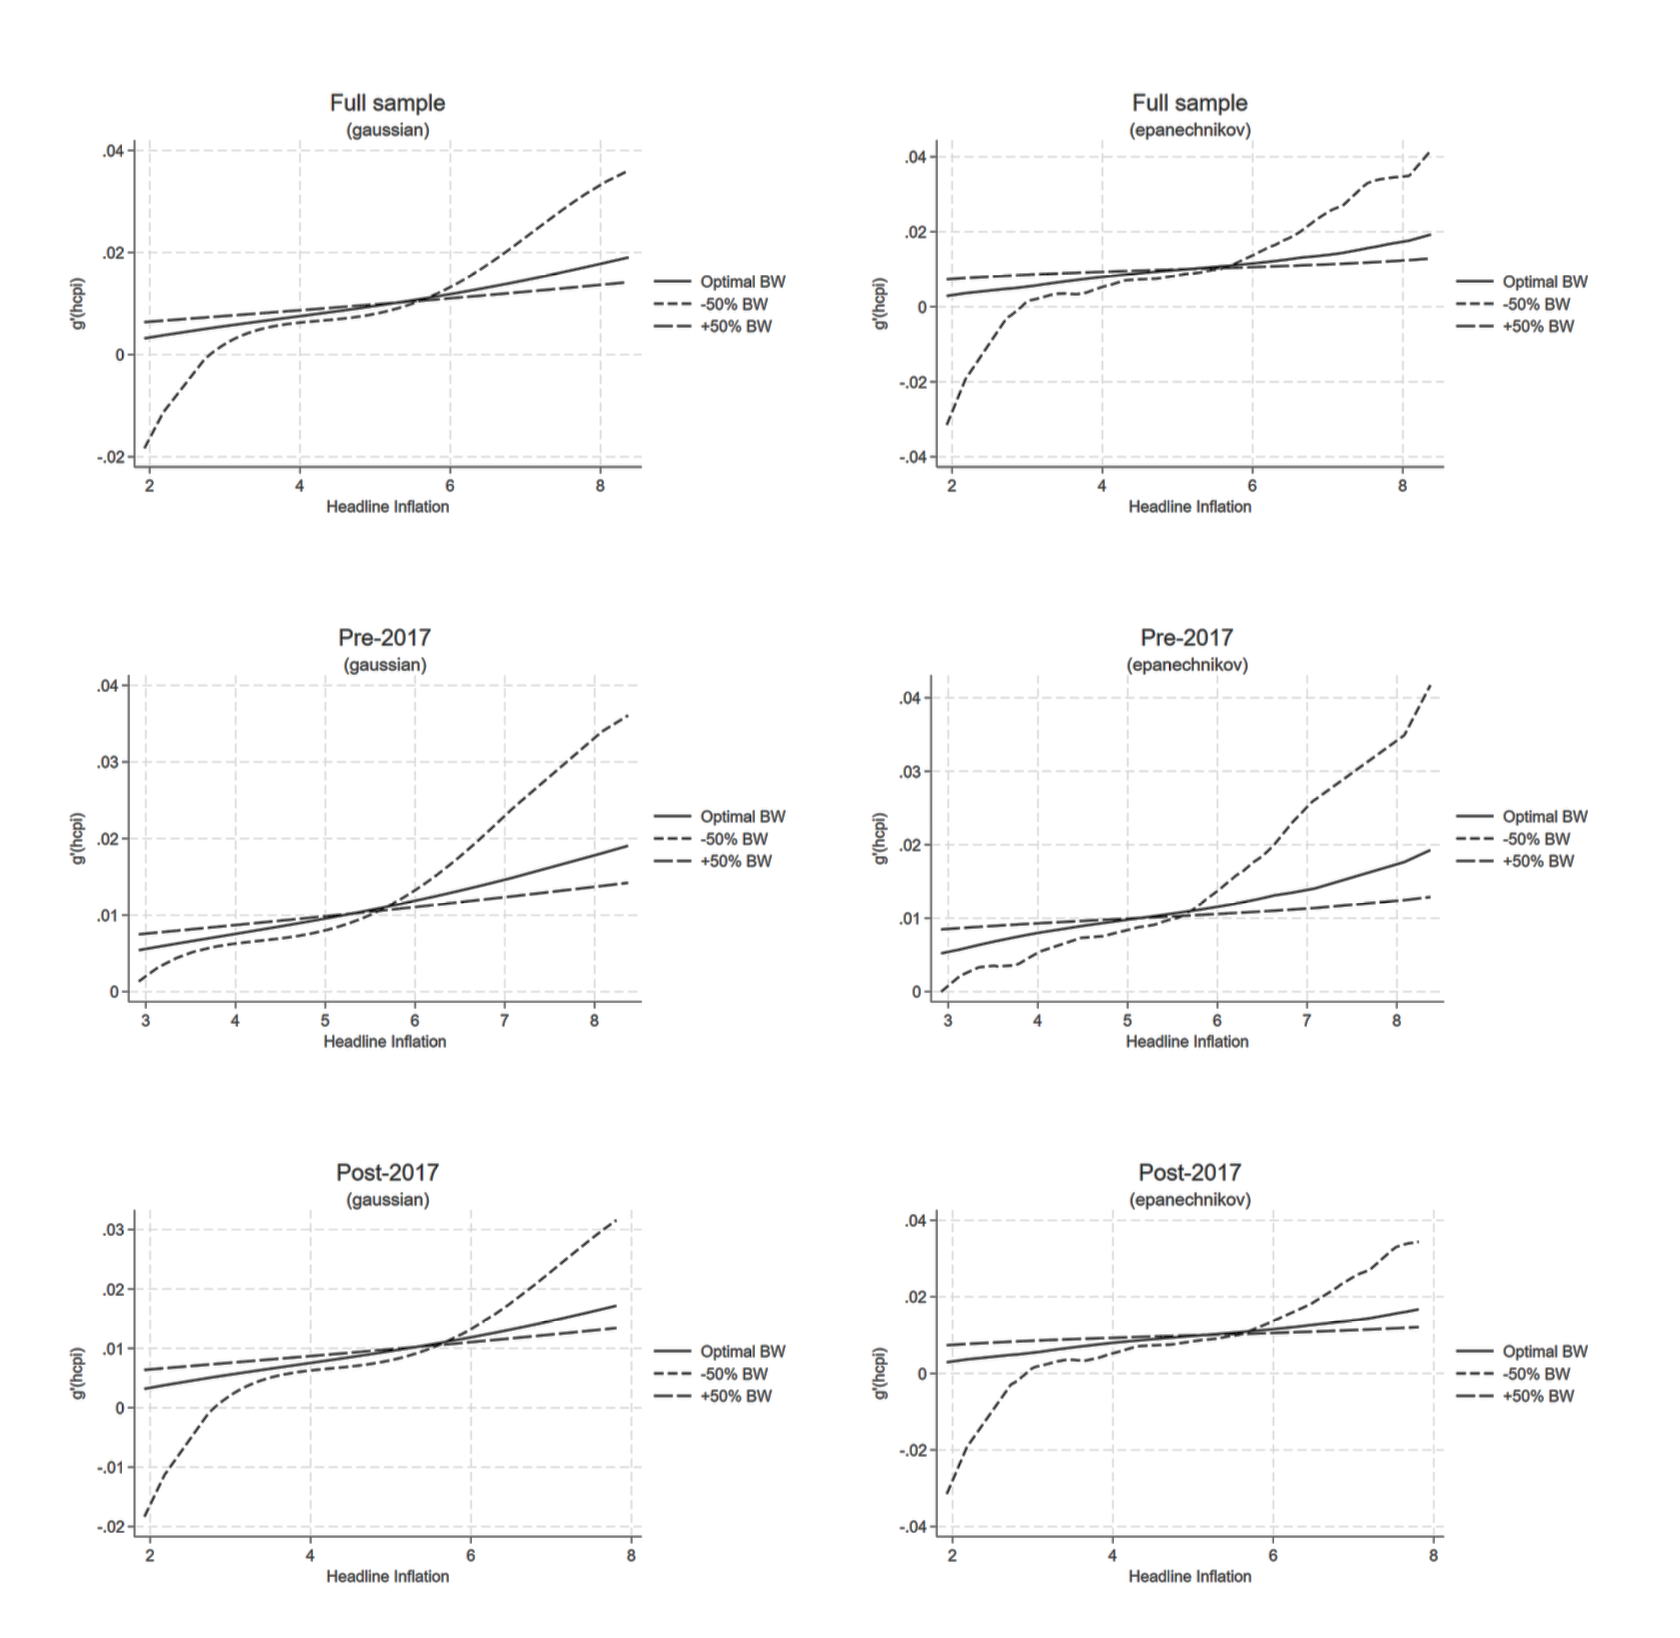 Full sample
(gaussian)
.04
.02
0
-.02
g'(hcpi)
2 4 6 8
Headline Inflation
Optimal BW
-50% BW
+50% BW
Full sample
(epanechnikov)
.04
.02
0
-.02
-.04
g'(hcpi)
2 4 6 8
Headline Inflation
Optimal BW
-50% BW
+50% BW
Pre-2017
(gaussian)
.04
.03
.02
.01
0
g'(hcpi)
3 4 5 6 7 8
Headline Inflation
Optimal BW
-50% BW
+50% BW
Pre-2017
(epanechnikov)
.04
.03
.02
.01
0
g'(hcpi)
3 4 5 6 7 8
Headline Inflation
Optimal BW
-50% BW
+50% BW
Post-2017
(gaussian)
.03
.02
.01
0
-.01
-.02
g'(hcpi)
2 4 6 8
Headline Inflation
Optimal BW
-50% BW
+50% BW
Post-2017
(epanechnikov)
.04
.02
0
-.02
-.04
g'(hcpi)
2 4 6 8
Headline Inflation
Optimal BW
-50% BW
+50% BW